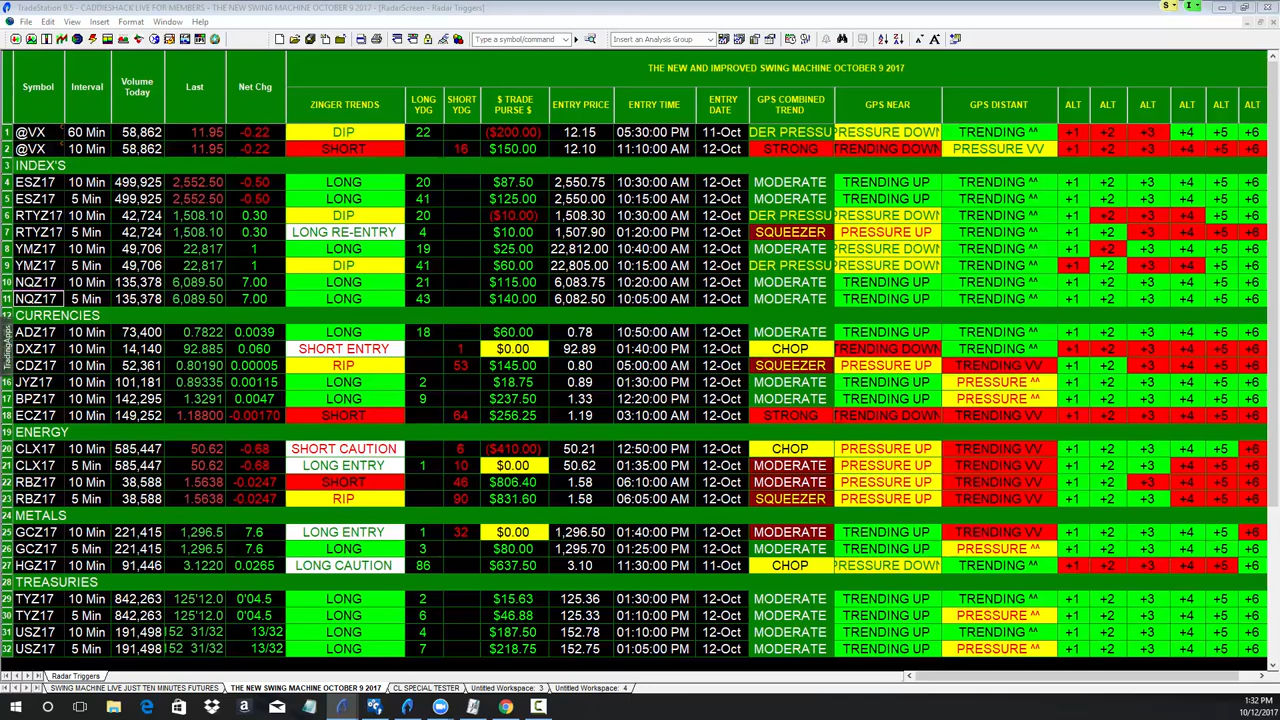 TradeStation 9.5 - CADDIESHACK LIVE FOR MEMBERS - THE NEW SWING MACHINE OCTOBER 9 2017 - [RadarScreen - Radar Triggers]
File Edit View Insert Format Window Help
Type a symbol/command Insert an Analysis Group
THE NEW AND IMPROVED SWING MACHINE OCTOBER 9 2017
Symbol Interval Volume Today Last Net Chg ZINGER TRENDS LONG YDG SHORT YDG $ TRADE PURSE $ ENTRY PRICE ENTRY TIME ENTRY DATE GPS COMBINED TREND GPS NEAR GPS DISTANT ALT ALT ALT ALT ALT ALT
1 @VX 60 Min 58,862 11.95 -0.22 DIP 22 ($200.00) 12.15 05:30:00 PM 11-Oct DER PRESSU PRESSURE DOWN TRENDING ^^ +1 +2 +3 +4 +5 +6
2 @VX 10 Min 58,862 11.95 -0.22 SHORT 16 $150.00 12.10 11:10:00 AM 12-Oct STRONG TRENDING DOWN PRESSURE VV +1 +2 +3 +4 +5 +6
3 INDEX'S
4 ESZ17 10 Min 499,925 2,552.50 -0.50 LONG 20 $87.50 2,550.75 10:30:00 AM 12-Oct MODERATE TRENDING UP TRENDING ^^ +1 +2 +3 +4 +5 +6
5 ESZ17 5 Min 499,925 2,552.50 -0.50 LONG 41 $125.00 2,550.00 10:15:00 AM 12-Oct MODERATE TRENDING UP TRENDING ^^ +1 +2 +3 +4 +5 +6
6 RTYZ17 10 Min 42,724 1,508.10 0.30 DIP 20 ($10.00) 1,508.30 10:30:00 AM 12-Oct DER PRESSU PRESSURE DOWN TRENDING ^^ +1 +2 +3 +4 +5 +6
7 RTYZ17 5 Min 42,724 1,508.10 0.30 LONG RE-ENTRY 4 $10.00 1,507.90 01:20:00 PM 12-Oct SQUEEZER PRESSURE UP TRENDING ^^ +1 +2 +3 +4 +5 +6
8 YMZ17 10 Min 49,706 22,817 1 LONG 19 $25.00 22,812.00 10:40:00 AM 12-Oct MODERATE TRENDING UP TRENDING ^^ +1 +2 +3 +4 +5 +6
9 YMZ17 5 Min 49,706 22,817 1 DIP 41 $60.00 22,805.00 10:15:00 AM 12-Oct DER PRESSU PRESSURE DOWN TRENDING ^^ +1 +2 +3 +4 +5 +6
10 NQZ17 10 Min 135,378 6,089.50 7.00 LONG 21 $115.00 6,083.75 10:20:00 AM 12-Oct MODERATE TRENDING UP TRENDING ^^ +1 +2 +3 +4 +5 +6
11 NQZ17 5 Min 135,378 6,089.50 7.00 LONG 43 $140.00 6,082.50 10:05:00 AM 12-Oct MODERATE TRENDING UP TRENDING ^^ +1 +2 +3 +4 +5 +6
12 CURRENCIES
ADZ17 10 Min 73,400 0.7822 0.0039 LONG 18 $60.00 0.78 10:50:00 AM 12-Oct MODERATE TRENDING UP TRENDING ^^ +1 +2 +3 +4 +5 +6
DXZ17 10 Min 14,140 92.885 0.060 SHORT ENTRY 1 $0.00 92.89 01:40:00 PM 12-Oct CHOP TRENDING DOWN TRENDING ^^ +1 +2 +3 +4 +5 +6
CDZ17 10 Min 52,361 0.80190 0.00005 RIP 53 $145.00 0.80 05:00:00 AM 12-Oct SQUEEZER PRESSURE UP TRENDING VV +1 +2 +3 +4 +5 +6
16 JYZ17 10 Min 101,181 0.89335 0.00115 LONG 2 $18.75 0.89 01:30:00 PM 12-Oct MODERATE TRENDING UP PRESSURE ^^ +1 +2 +3 +4 +5 +6
17 BPZ17 10 Min 142,295 1.3291 0.0047 LONG 9 $237.50 1.33 12:20:00 PM 12-Oct MODERATE TRENDING UP PRESSURE ^^ +1 +2 +3 +4 +5 +6
18 ECZ17 10 Min 149,252 1.18800 -0.00170 SHORT 64 $256.25 1.19 03:10:00 AM 12-Oct STRONG TRENDING DOWN TRENDING VV +1 +2 +3 +4 +5 +6
19 ENERGY
20 CLX17 10 Min 585,447 50.62 -0.68 SHORT CAUTION 6 ($410.00) 50.21 12:50:00 PM 12-Oct CHOP PRESSURE UP PRESSURE VV +1 +2 +3 +4 +5 +6
21 CLX17 5 Min 585,447 50.62 -0.68 LONG ENTRY 1 10 $0.00 50.62 01:35:00 PM 12-Oct MODERATE PRESSURE UP TRENDING VV +1 +2 +3 +4 +5 +6
22 RBZ17 10 Min 38,588 1.5638 -0.0247 SHORT 46 $806.40 1.58 06:10:00 AM 12-Oct MODERATE PRESSURE UP TRENDING VV +1 +2 +3 +4 +5 +6
23 RBZ17 5 Min 38,588 1.5638 -0.0247 RIP 90 $831.60 1.58 06:05:00 AM 12-Oct SQUEEZER PRESSURE UP TRENDING VV +1 +2 +3 +4 +5 +6
24 METALS
25 GCZ17 10 Min 221,415 1,296.5 7.6 LONG ENTRY 1 32 $0.00 1,296.50 01:40:00 PM 12-Oct MODERATE TRENDING UP TRENDING VV +1 +2 +3 +4 +5 +6
26 GCZ17 5 Min 221,415 1,296.5 7.6 LONG 3 $80.00 1,295.70 01:25:00 PM 12-Oct MODERATE TRENDING UP PRESSURE ^^ +1 +2 +3 +4 +5 +6
27 HGZ17 10 Min 91,446 3.1220 0.0265 LONG CAUTION 86 $637.50 3.10 11:30:00 PM 12-Oct CHOP PRESSURE DOWN TRENDING ^^ +1 +2 +3 +4 +5 +6
28 TREASURIES
29 TYZ17 10 Min 842,263 125'12.0 0'04.5 LONG 2 $15.63 125.36 01:30:00 PM 12-Oct MODERATE TRENDING UP TRENDING ^^ +1 +2 +3 +4 +5 +6
30 TYZ17 5 Min 842,263 125'12.0 0'04.5 LONG 6 $46.88 125.33 01:10:00 PM 12-Oct MODERATE TRENDING UP PRESSURE ^^ +1 +2 +3 +4 +5 +6
31 USZ17 10 Min 191,498 152 31/32 13/32 LONG 4 $187.50 152.78 01:10:00 PM 12-Oct MODERATE TRENDING UP TRENDING ^^ +1 +2 +3 +4 +5 +6
32 USZ17 5 Min 191,498 152 31/32 13/32 LONG 7 $218.75 152.75 01:05:00 PM 12-Oct MODERATE TRENDING UP PRESSURE ^^ +1 +2 +3 +4 +5 +6
TradingApps
Radar Triggers
SWING MACHINE LIVE JUST TEN MINUTES FUTURES THE NEW SWING MACHINE OCTOBER 9 2017 CL SPECIAL TESTER Untitled Workspace: 3 Untitled Workspace: 4
1:32 PM
10/12/2017